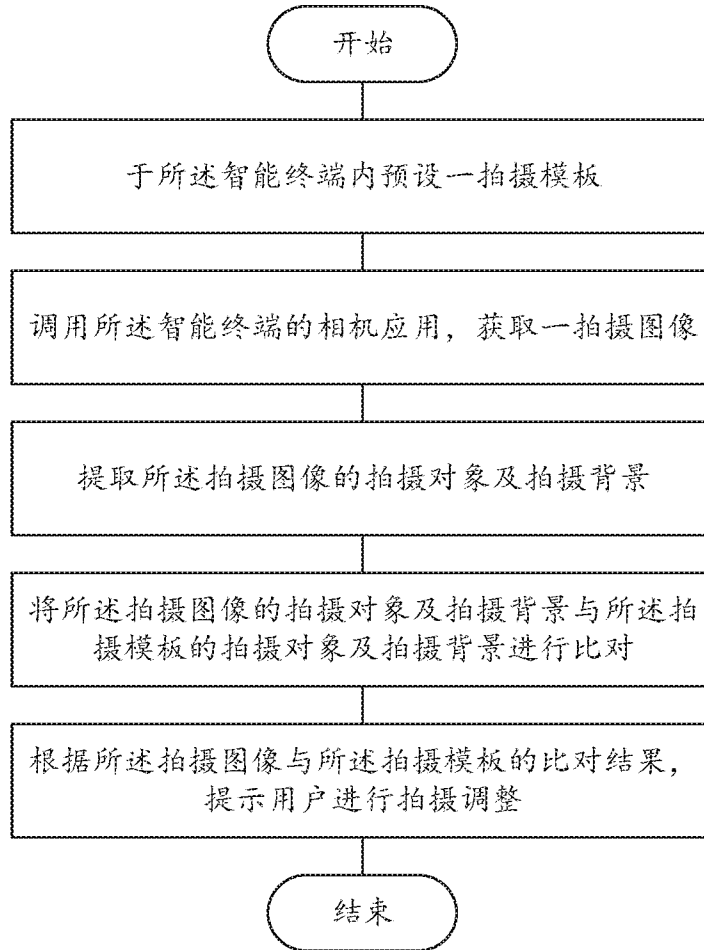 开始
于所述智能终端内预设一拍摄模板
调用所述智能终端的相机应用，获取一拍摄图像
提取所述拍摄图像的拍摄对象及拍摄背景
将所述拍摄图像的拍摄对象及拍摄背景与所述拍
摄模板的拍摄对象及拍摄背景进行比对
根据所述拍摄图像与所述拍摄模板的比对结果，
提示用户进行拍摄调整
结束